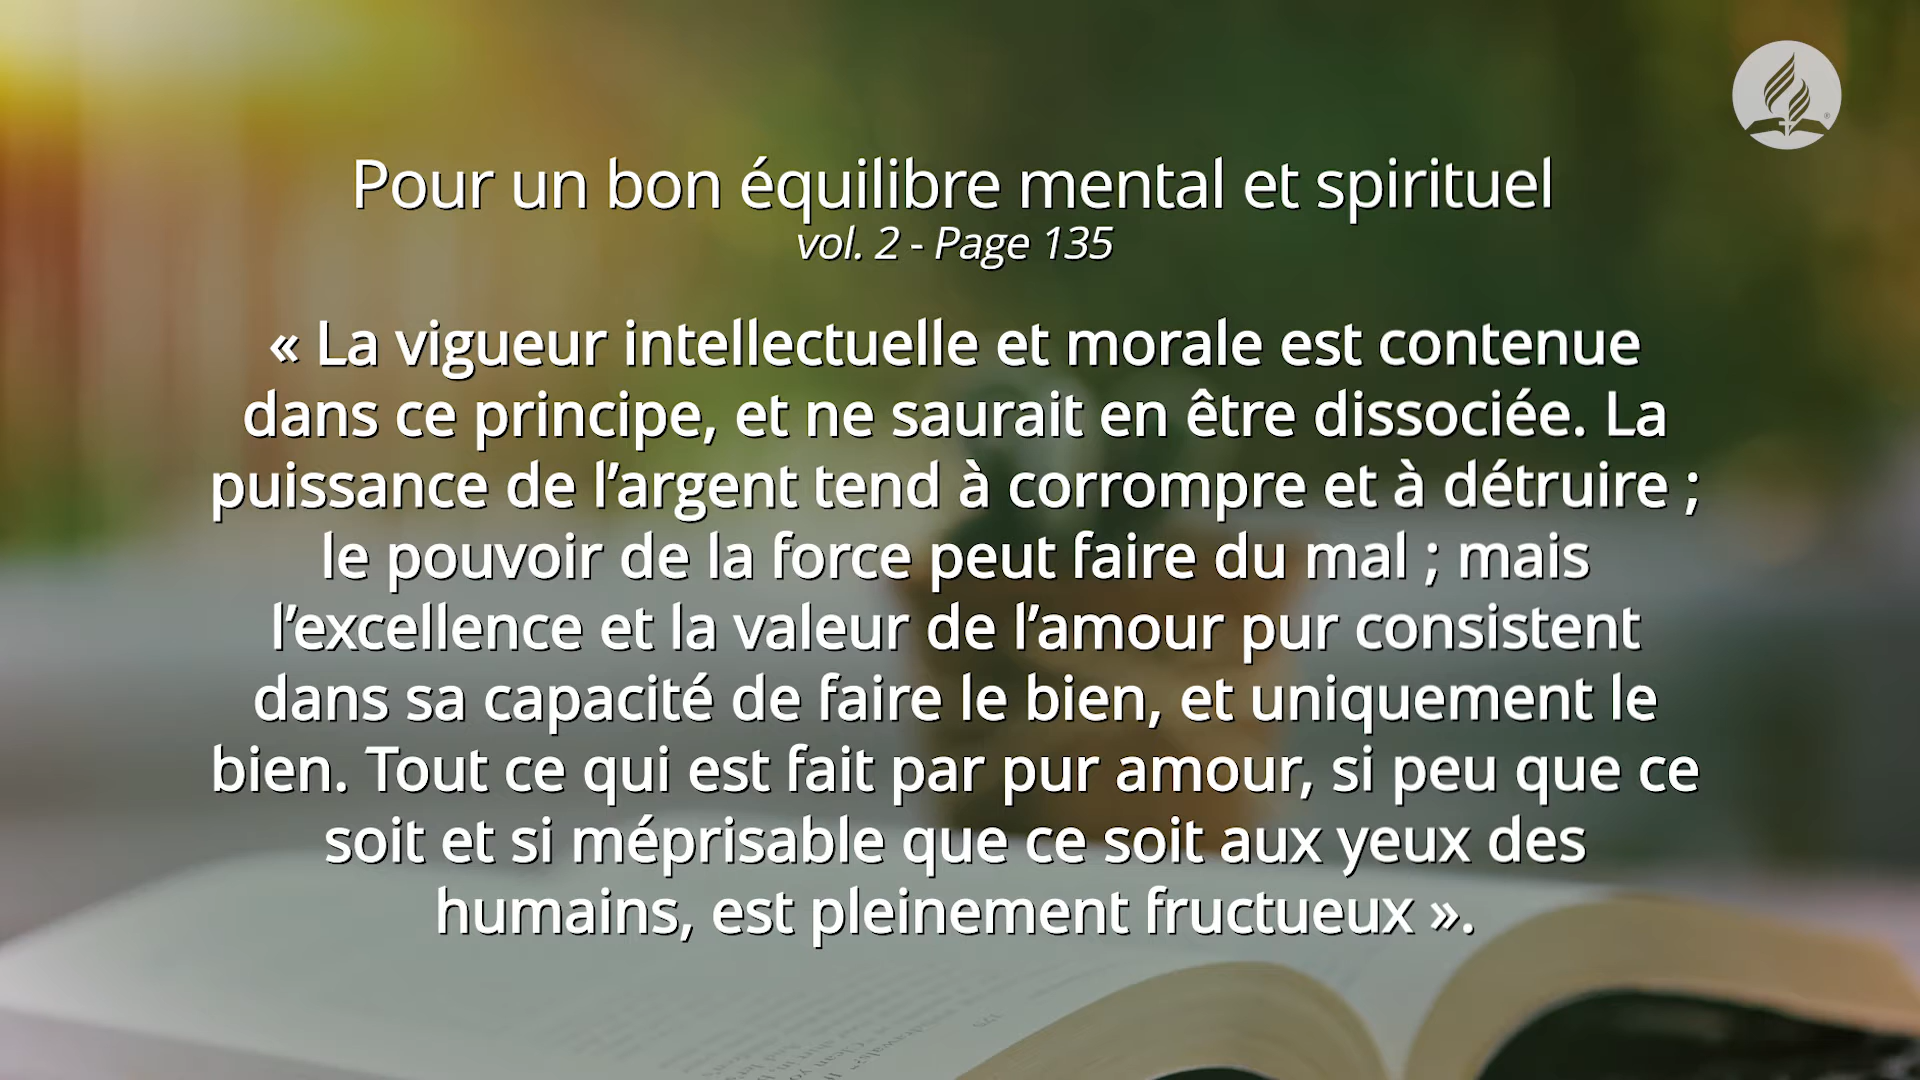 Pour un bon équilibre mental et spirituel
vol. 2 - Page 135
« La vigueur intellectuelle et morale est contenue
dans ce principe, et ne saurait en être dissociée. La
puissance de l’argent tend à corrompre et à détruire ;
le pouvoir de la force peut faire du mal ; mais
l’excellence et la valeur de l’amour pur consistent
dans sa capacité de faire le bien, et uniquement le
bien. Tout ce qui est fait par pur amour, si peu que ce
soit et si méprisable que ce soit aux yeux des
humains, est pleinement fructueux ».